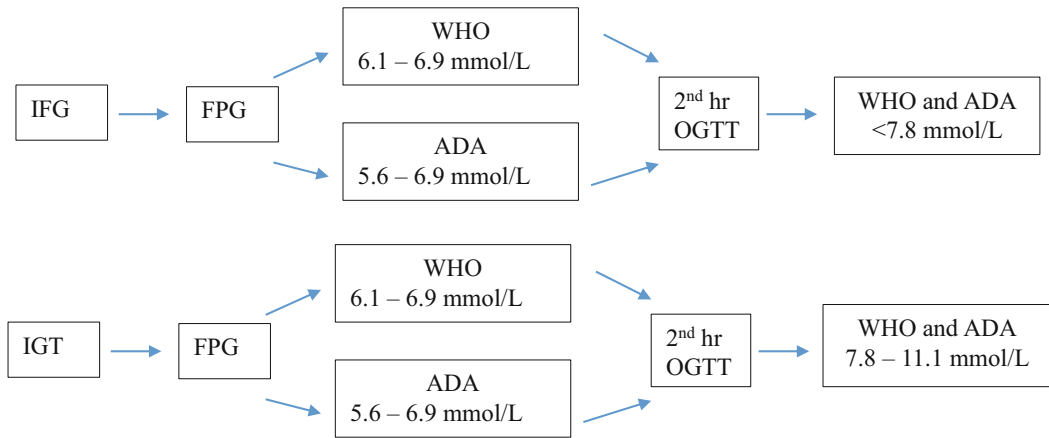 IFG
FPG
WHO
6.1 – 6.9 mmol/L
ADA
5.6 – 6.9 mmol/L
2nd hr
OGTT
WHO and ADA
<7.8 mmol/L
IGT
FPG
WHO
6.1 – 6.9 mmol/L
ADA
5.6 – 6.9 mmol/L
2nd hr
OGTT
WHO and ADA
7.8 – 11.1 mmol/L